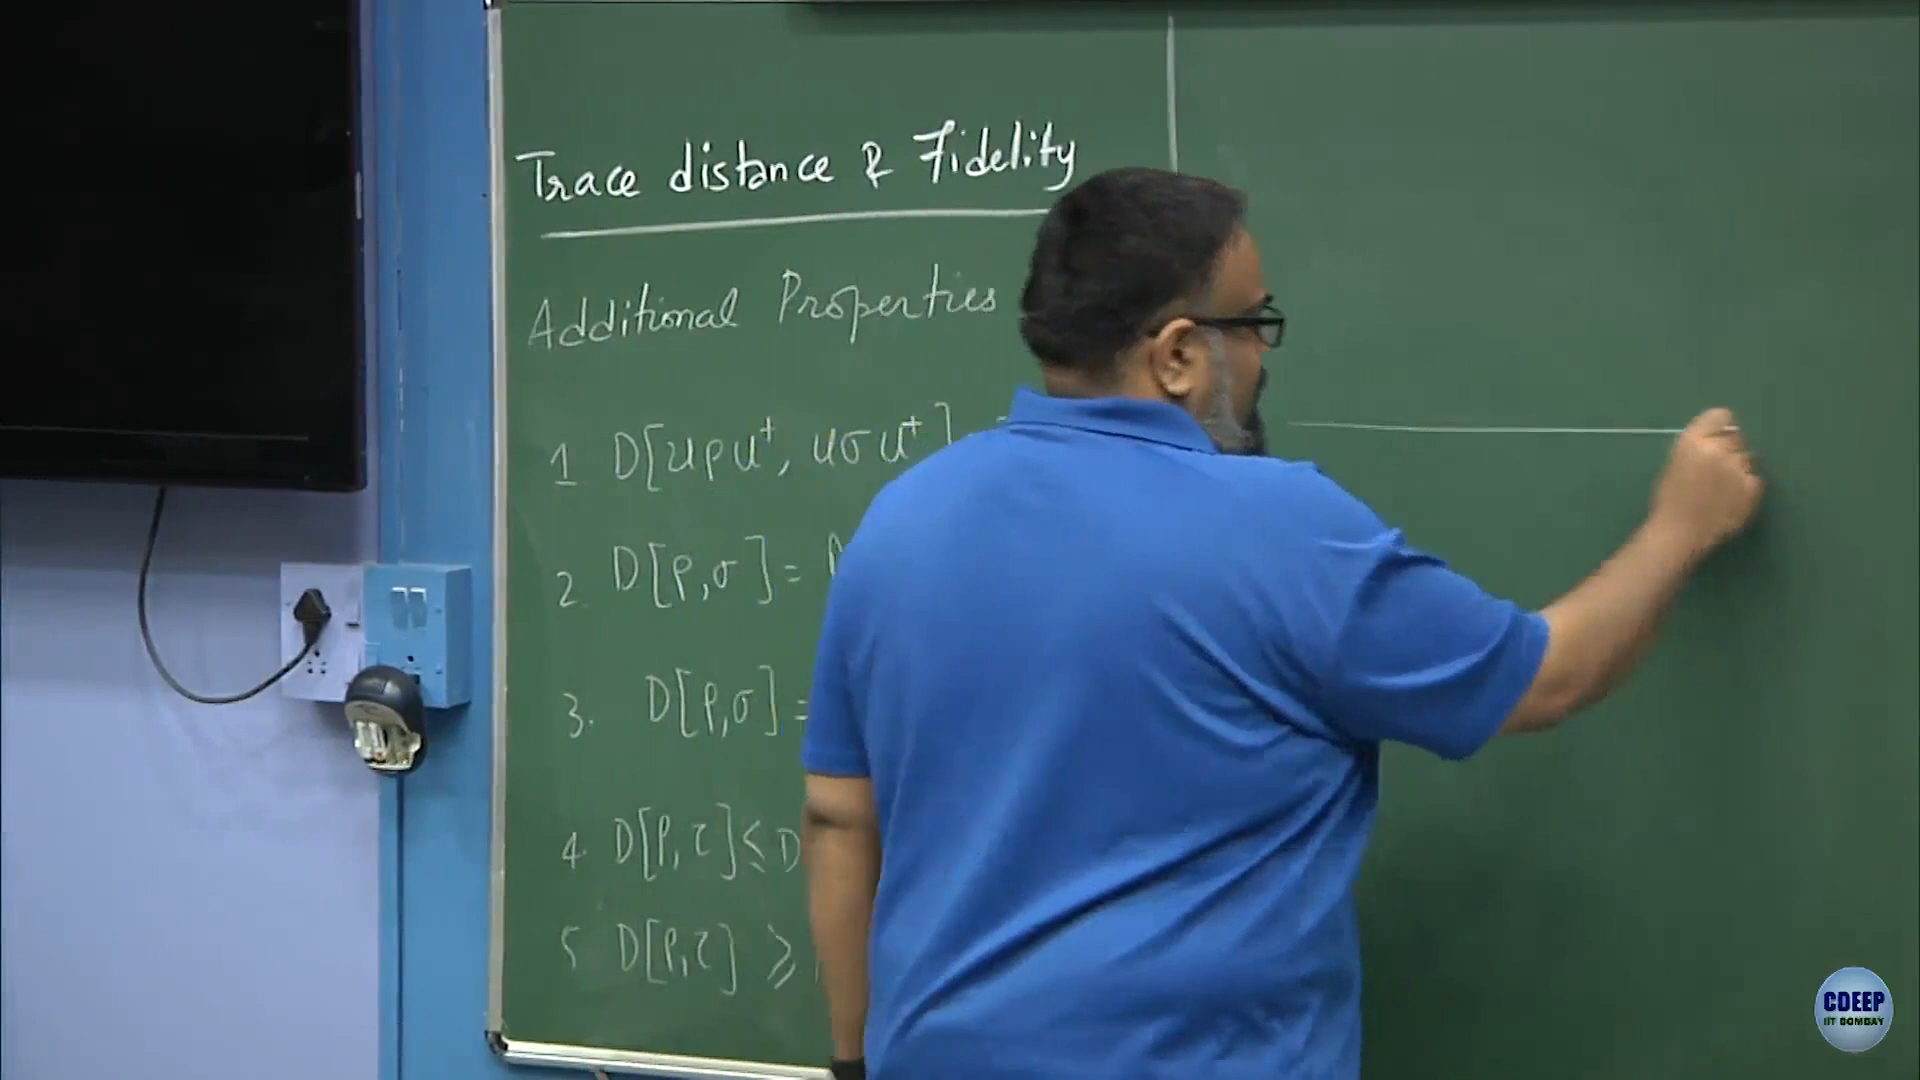 Trace distance & Fidelity
Additional Properties
1 D[UρU†, UσU†]
2. D[ρ,σ] =
3. D[ρ,σ] =
4. D[ρ,τ] ≤ D
5 D[ρ,τ] ≥
CDEEP
IIT BOMBAY